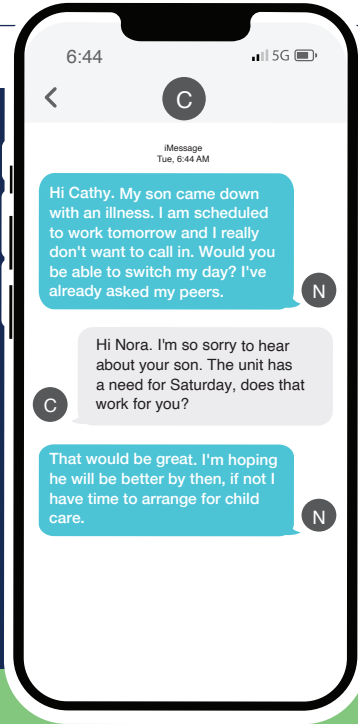 6:44
5G
C
iMessage
Tue, 6:44 AM
Hi Cathy. My son came down
with an illness. I am scheduled
to work tomorrow and I really
don't want to call in. Would you
be able to switch my day? I've
already asked my peers.
N
Hi Nora. I'm so sorry to hear
about your son. The unit has
a need for Saturday, does that
work for you?
C
That would be great. I'm hoping
he will be better by then, if not I
have time to arrange for child
care.
N